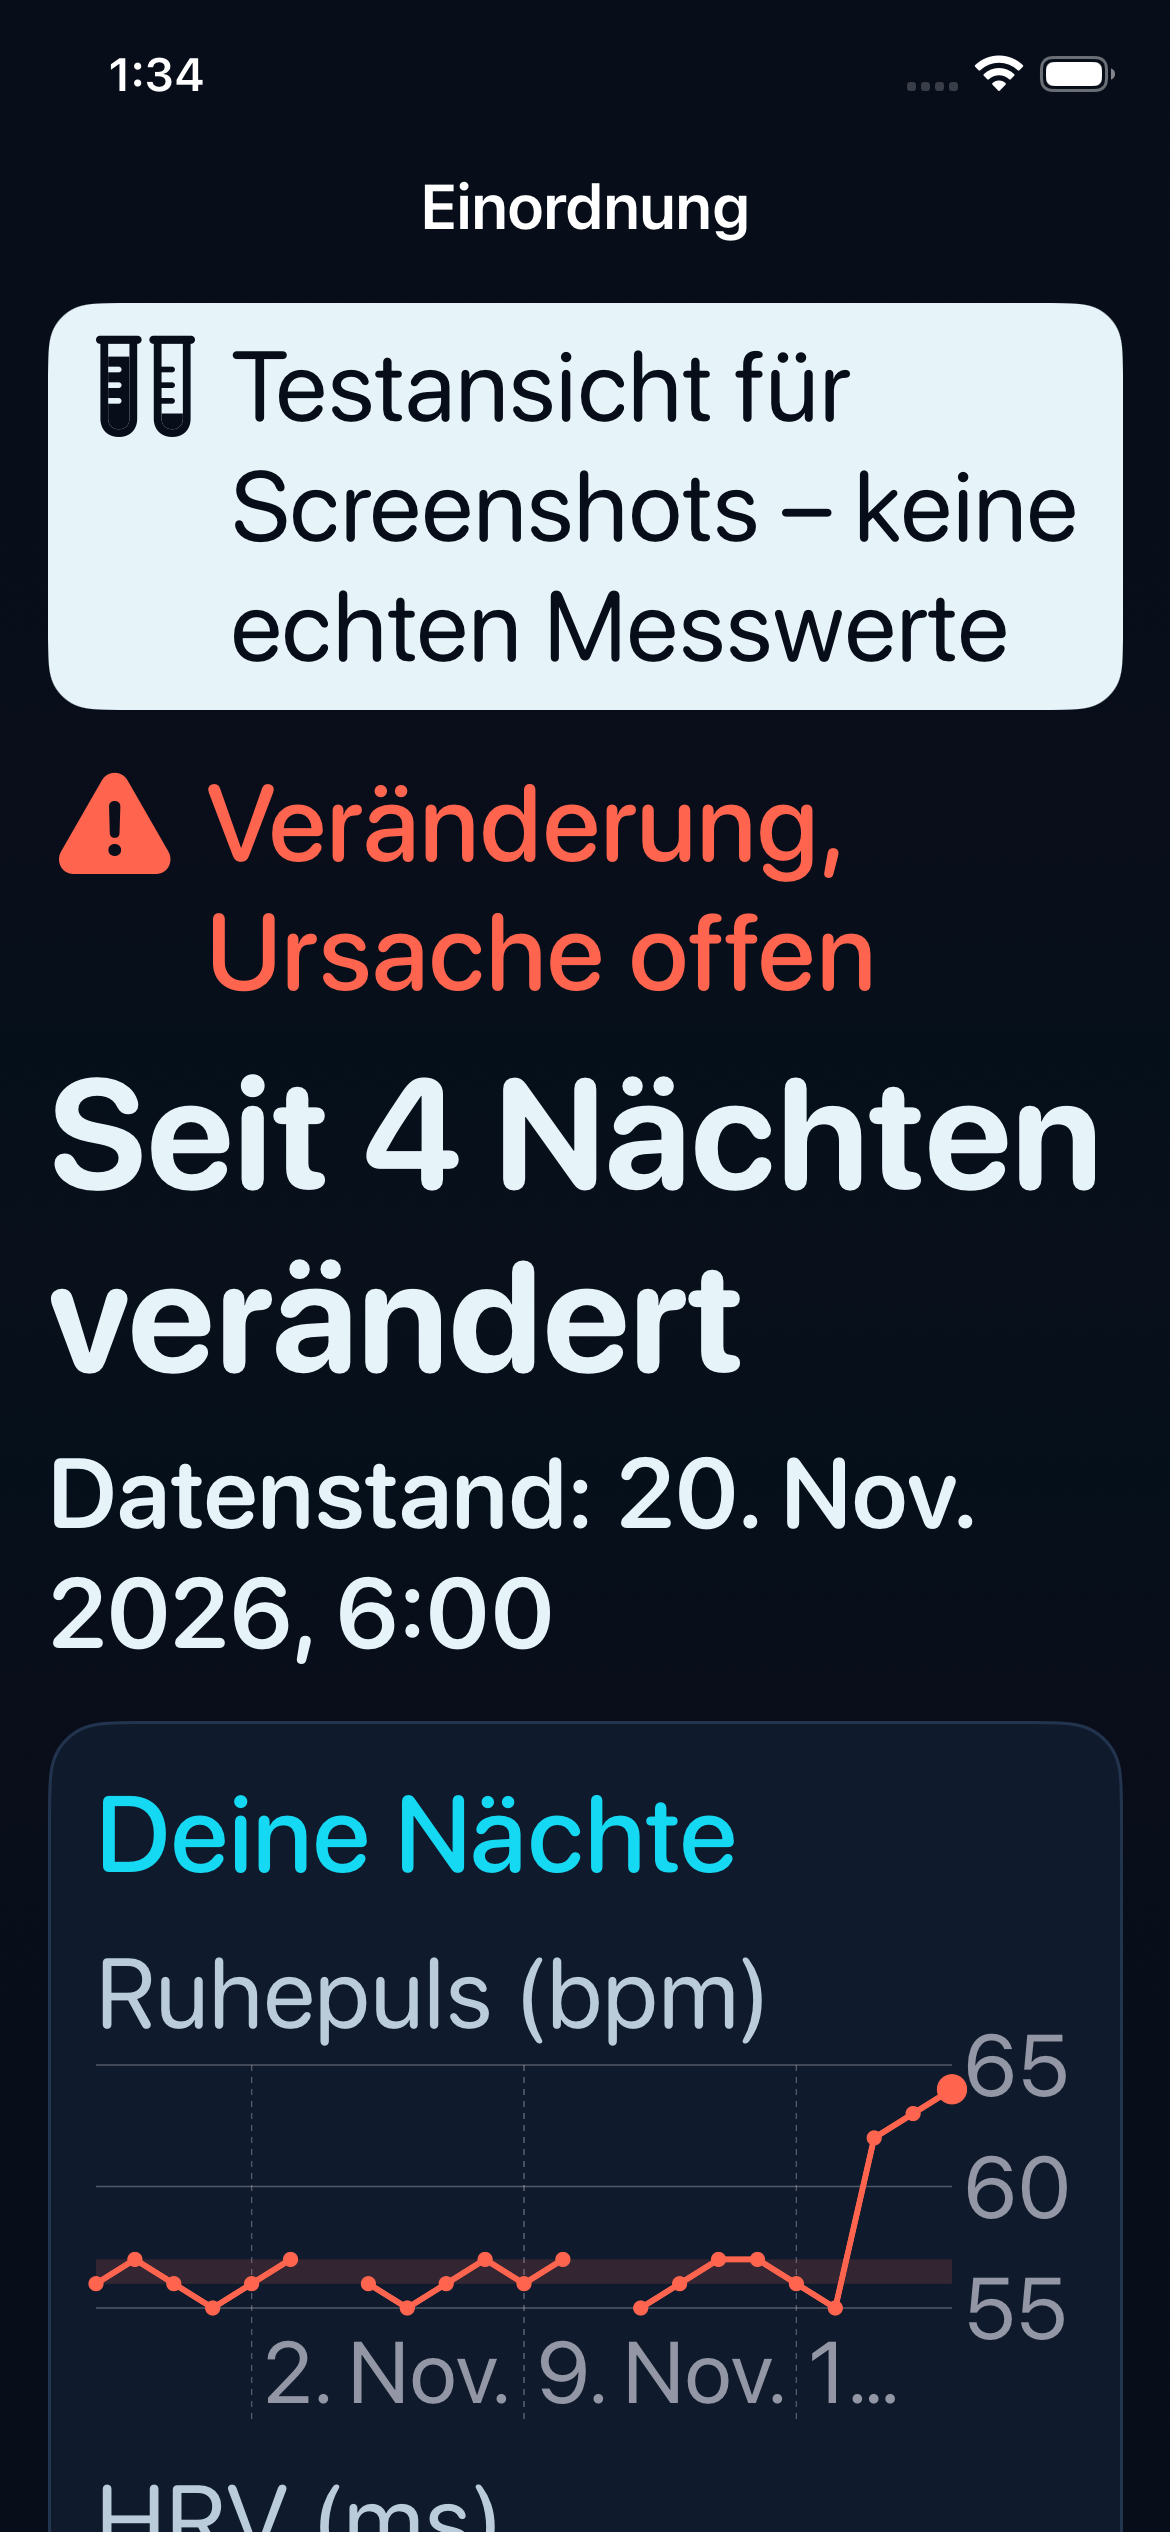 1:34
Einordnung
Testansicht für
Screenshots – keine
echten Messwerte
Veränderung,
Ursache offen
Seit 4 Nächten
verändert
Datenstand: 20. Nov.
2026, 6:00
Deine Nächte
Ruhepuls (bpm)
65
60
55
2. Nov. 9. Nov. 1…
HRV (ms)